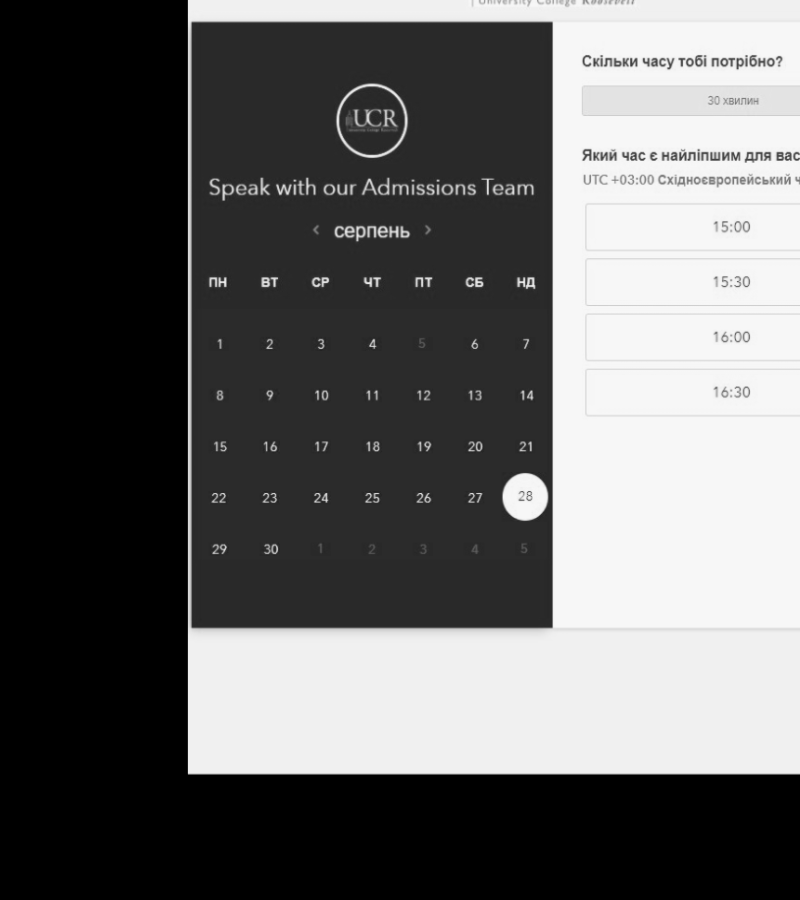 University College Roosevelt
UCR
Speak with our Admissions Team
‹ серпень ›
ПН ВТ СР ЧТ ПТ СБ НД
1 2 3 4 5 6 7
8 9 10 11 12 13 14
15 16 17 18 19 20 21
22 23 24 25 26 27 28
29 30 1 2 3 4 5
Скільки часу тобі потрібно?
30 хвилин
Який час є найліпшим для вас
UTC +03:00 Східноєвропейський ч
15:00
15:30
16:00
16:30